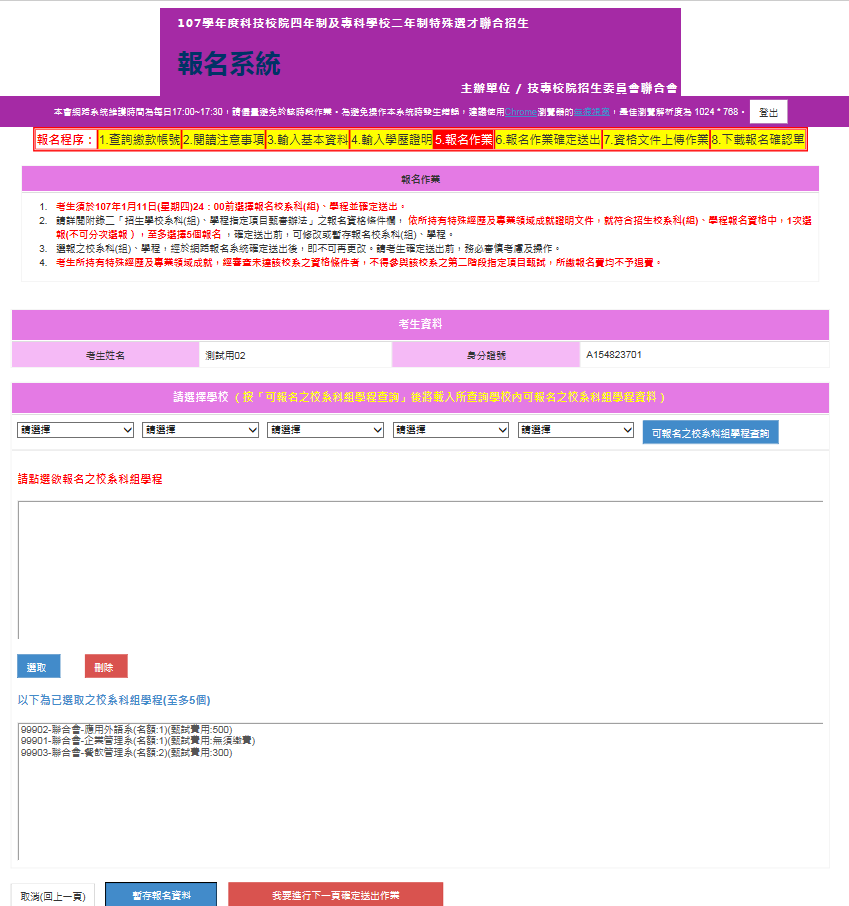 107學年度科技校院四年制及專科學校二年制特殊選才聯合招生
報名系統
主辦單位 / 技專校院招生委員會聯合會
本會網路系統維護時間為每日17:00~17:30，請儘量避免於該時段作業。為避免操作本系統時發生錯誤，建議使用Chrome瀏覽器的無痕視窗，最佳瀏覽解析度為 1024 * 768。 登出
報名程序： 1.查詢繳款帳號 2.閱讀注意事項 3.輸入基本資料 4.輸入學歷證明 5.報名作業 6.報名作業確定送出 7.資格文件上傳作業 8.下載報名確認單
報名作業
1. 考生須於107年1月11日(星期四)24：00前選擇報名校系科(組)、學程並確定送出。
2. 請詳閱附錄二「招生學校系科(組)、學程指定項目甄審辦法」之報名資格條件欄， 依所持有特殊經歷及專業領域成就證明文件，就符合招生校系科(組)、學程報名資格中，1次選
報(不可分次選報 ) ，至多選擇5個報名 ，確定送出前，可修改或暫存報名校系科(組)、學程。
3. 選報之校系科(組)、學程，經於網路報名系統確定送出後，即不可再更改。請考生確定送出前，務必審慎考慮及操作。
4. 考生所持有特殊經歷及專業領域成就，經審查未達該校系之資格條件者，不得參與該校系之第二階段指定項目甄試，所繳報名費均不予退費。
考生資料
考生姓名 測試用02 身分證號 A154823701
請選擇學校 ( 按「可報名之校系科組學程查詢」後將載入所查詢學校內可報名之校系科組學程資料 )
請選擇 請選擇 請選擇 請選擇 請選擇 可報名之校系科組學程查詢
請點選欲報名之校系科組學程
選取 刪除
以下為已選取之校系科組學程(至多5個)
99902-聯合會-應用外語系(名額:1)(甄試費用:500)
99901-聯合會-企業管理系(名額:1)(甄試費用:無須繳費)
99903-聯合會-餐飲管理系(名額:2)(甄試費用:300)
取消(回上一頁) 暫存報名資料 我要進行下一頁確定送出作業